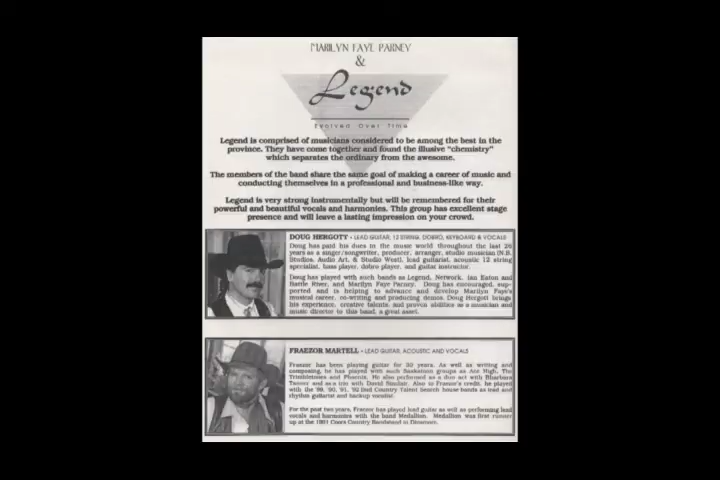 MARILYN FAYE PARNEY
&
Legend
Evolved Over Time
Legend is comprised of musicians considered to be among the best in the
province. They have come together and found the illusive "chemistry"
which separates the ordinary from the awesome.
The members of the band share the same goal of making a career of music and
conducting themselves in a professional and business-like way.
Legend is very strong instrumentally but will be remembered for their
powerful and beautiful vocals and harmonies. This group has excellent stage
presence and will leave a lasting impression on your crowd.
DOUG HERGOTT • LEAD GUITAR, 12 STRING, DOBRO, KEYBOARD & VOCALS
Doug has paid his dues in the music world throughout the last 26
years as a singer/songwriter, producer, arranger, studio musician (N.B.
Studios, Audio Art, & Studio West), lead guitarist, acoustic 12 string
specialist, bass player, dobro player, and guitar instructor.
Doug has played with such bands as Legend, Network, Ian Eaton and
Battle River, and Marilyn Faye Parney. Doug has encouraged, sup-
ported and is helping to advance and develop Marilyn Faye's
musical career, co-writing and producing demos. Doug Hergott brings
his experience, creative talents, and proven abilities as a musician and
music director to this band, a great asset.
FRAEZOR MARTELL • LEAD GUITAR, ACOUSTIC AND VOCALS
Fraezor has been playing guitar for 30 years. As well as writing and
composing, he has played with such Saskatoon groups as Ace High, The
and Phoenix. He also performed as a duo act with
and as a trio with David Sinclair. Also to Fraezor's credit, he played
with the '89, '90, '91, '92 Bud Country Talent Search house bands as lead and
rhythm guitarist and backup vocalist.
For the past two years, Fraezor has played lead guitar as well as performing lead
vocals and harmonies with the band Medallion. Medallion was first runner
up at the 1991 Coors Country Bandstand in